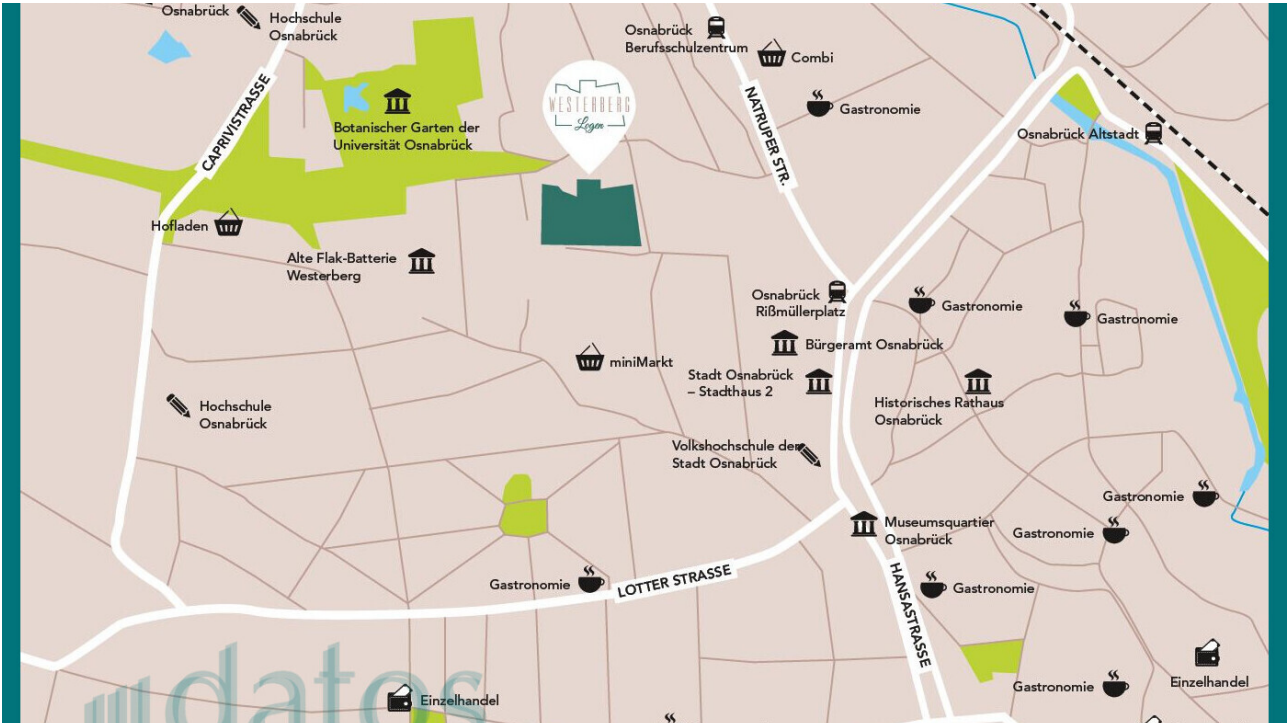 Osnabrück
Hochschule
Osnabrück
Osnabrück
Berufsschulzentrum
Combi
Gastronomie
WESTERBERG
Logen
CAPRIVISTRASSE
NATRUPER STR.
Botanischer Garten der
Universität Osnabrück
Osnabrück Altstadt
Hofladen
Alte Flak-Batterie
Westerberg
Osnabrück
Rißmüllerplatz
Gastronomie
Gastronomie
Bürgeramt Osnabrück
miniMarkt
Stadt Osnabrück
– Stadthaus 2
Historisches Rathaus
Osnabrück
Hochschule
Osnabrück
Volkshochschule der
Stadt Osnabrück
Gastronomie
Museumsquartier
Osnabrück
Gastronomie
Gastronomie
LOTTER STRASSE
HANSASTRASSE
Gastronomie
datos
Einzelhandel
Gastronomie
Einzelhandel